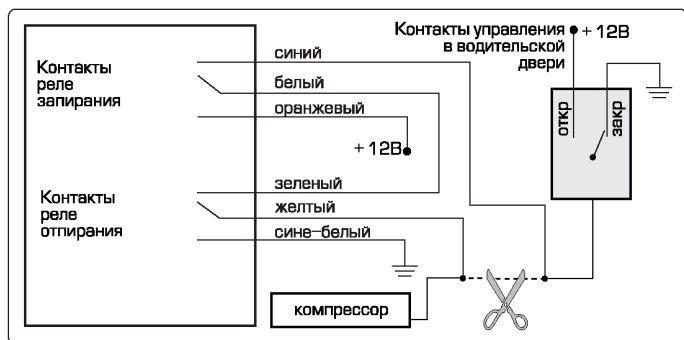 Контакты
реле
запирания
синий
белый
оранжевый
+ 12В
Контакты управления
в водительской
двери
+ 12В
откр
закр
Контакты
реле
отпирания
зеленый
желтый
сине-белый
компрессор